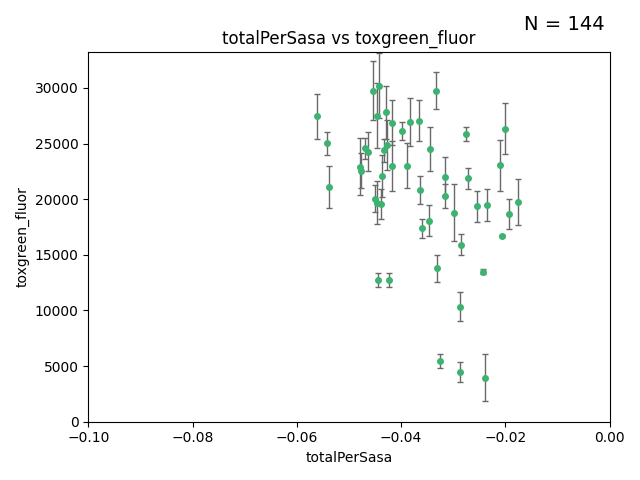 N = 144
totalPerSasa vs toxgreen_fluor
toxgreen_fluor
30000
25000
20000
15000
10000
5000
0
−0.10 −0.08 −0.06 −0.04 −0.02 0.00
totalPerSasa